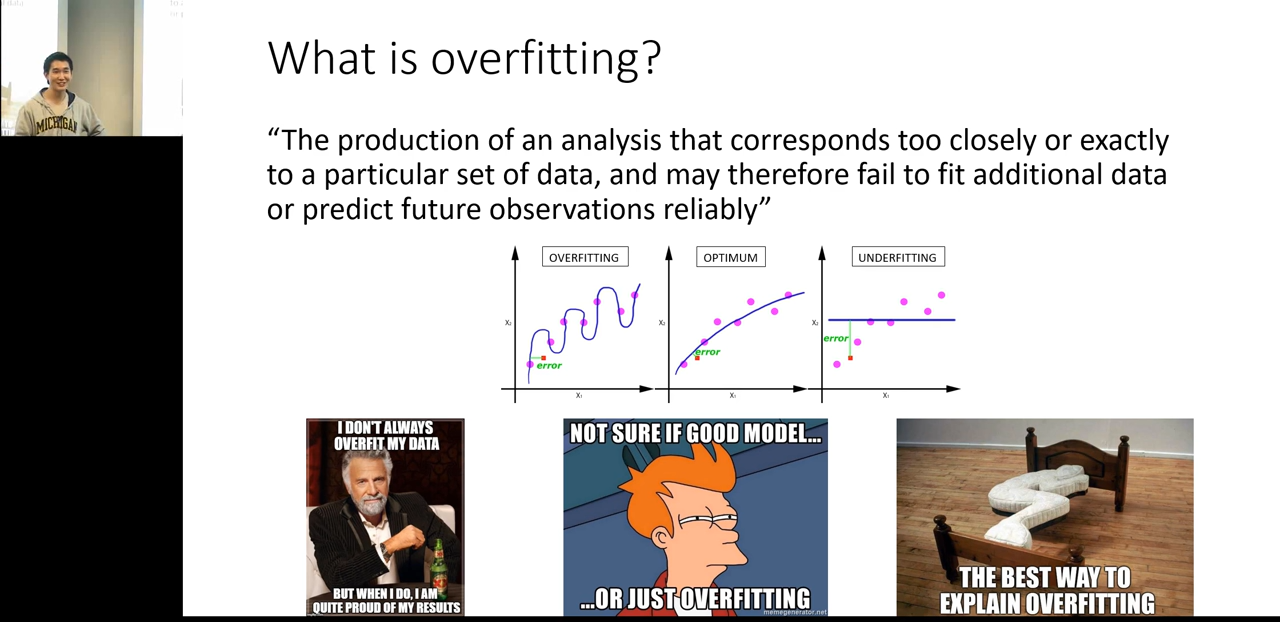 What is overfitting?
“The production of an analysis that corresponds too closely or exactly
to a particular set of data, and may therefore fail to fit additional data
or predict future observations reliably”
OVERFITTING
OPTIMUM
UNDERFITTING
X₂
error
X₁
X₂
error
X₁
X₂
error
X₁
I DON'T ALWAYS
OVERFIT MY DATA
BUT WHEN I DO, I AM
QUITE PROUD OF MY RESULTS
NOT SURE IF GOOD MODEL...
...OR JUST OVERFITTING
memegenerator.net
THE BEST WAY TO
EXPLAIN OVERFITTING
MICHIGAN